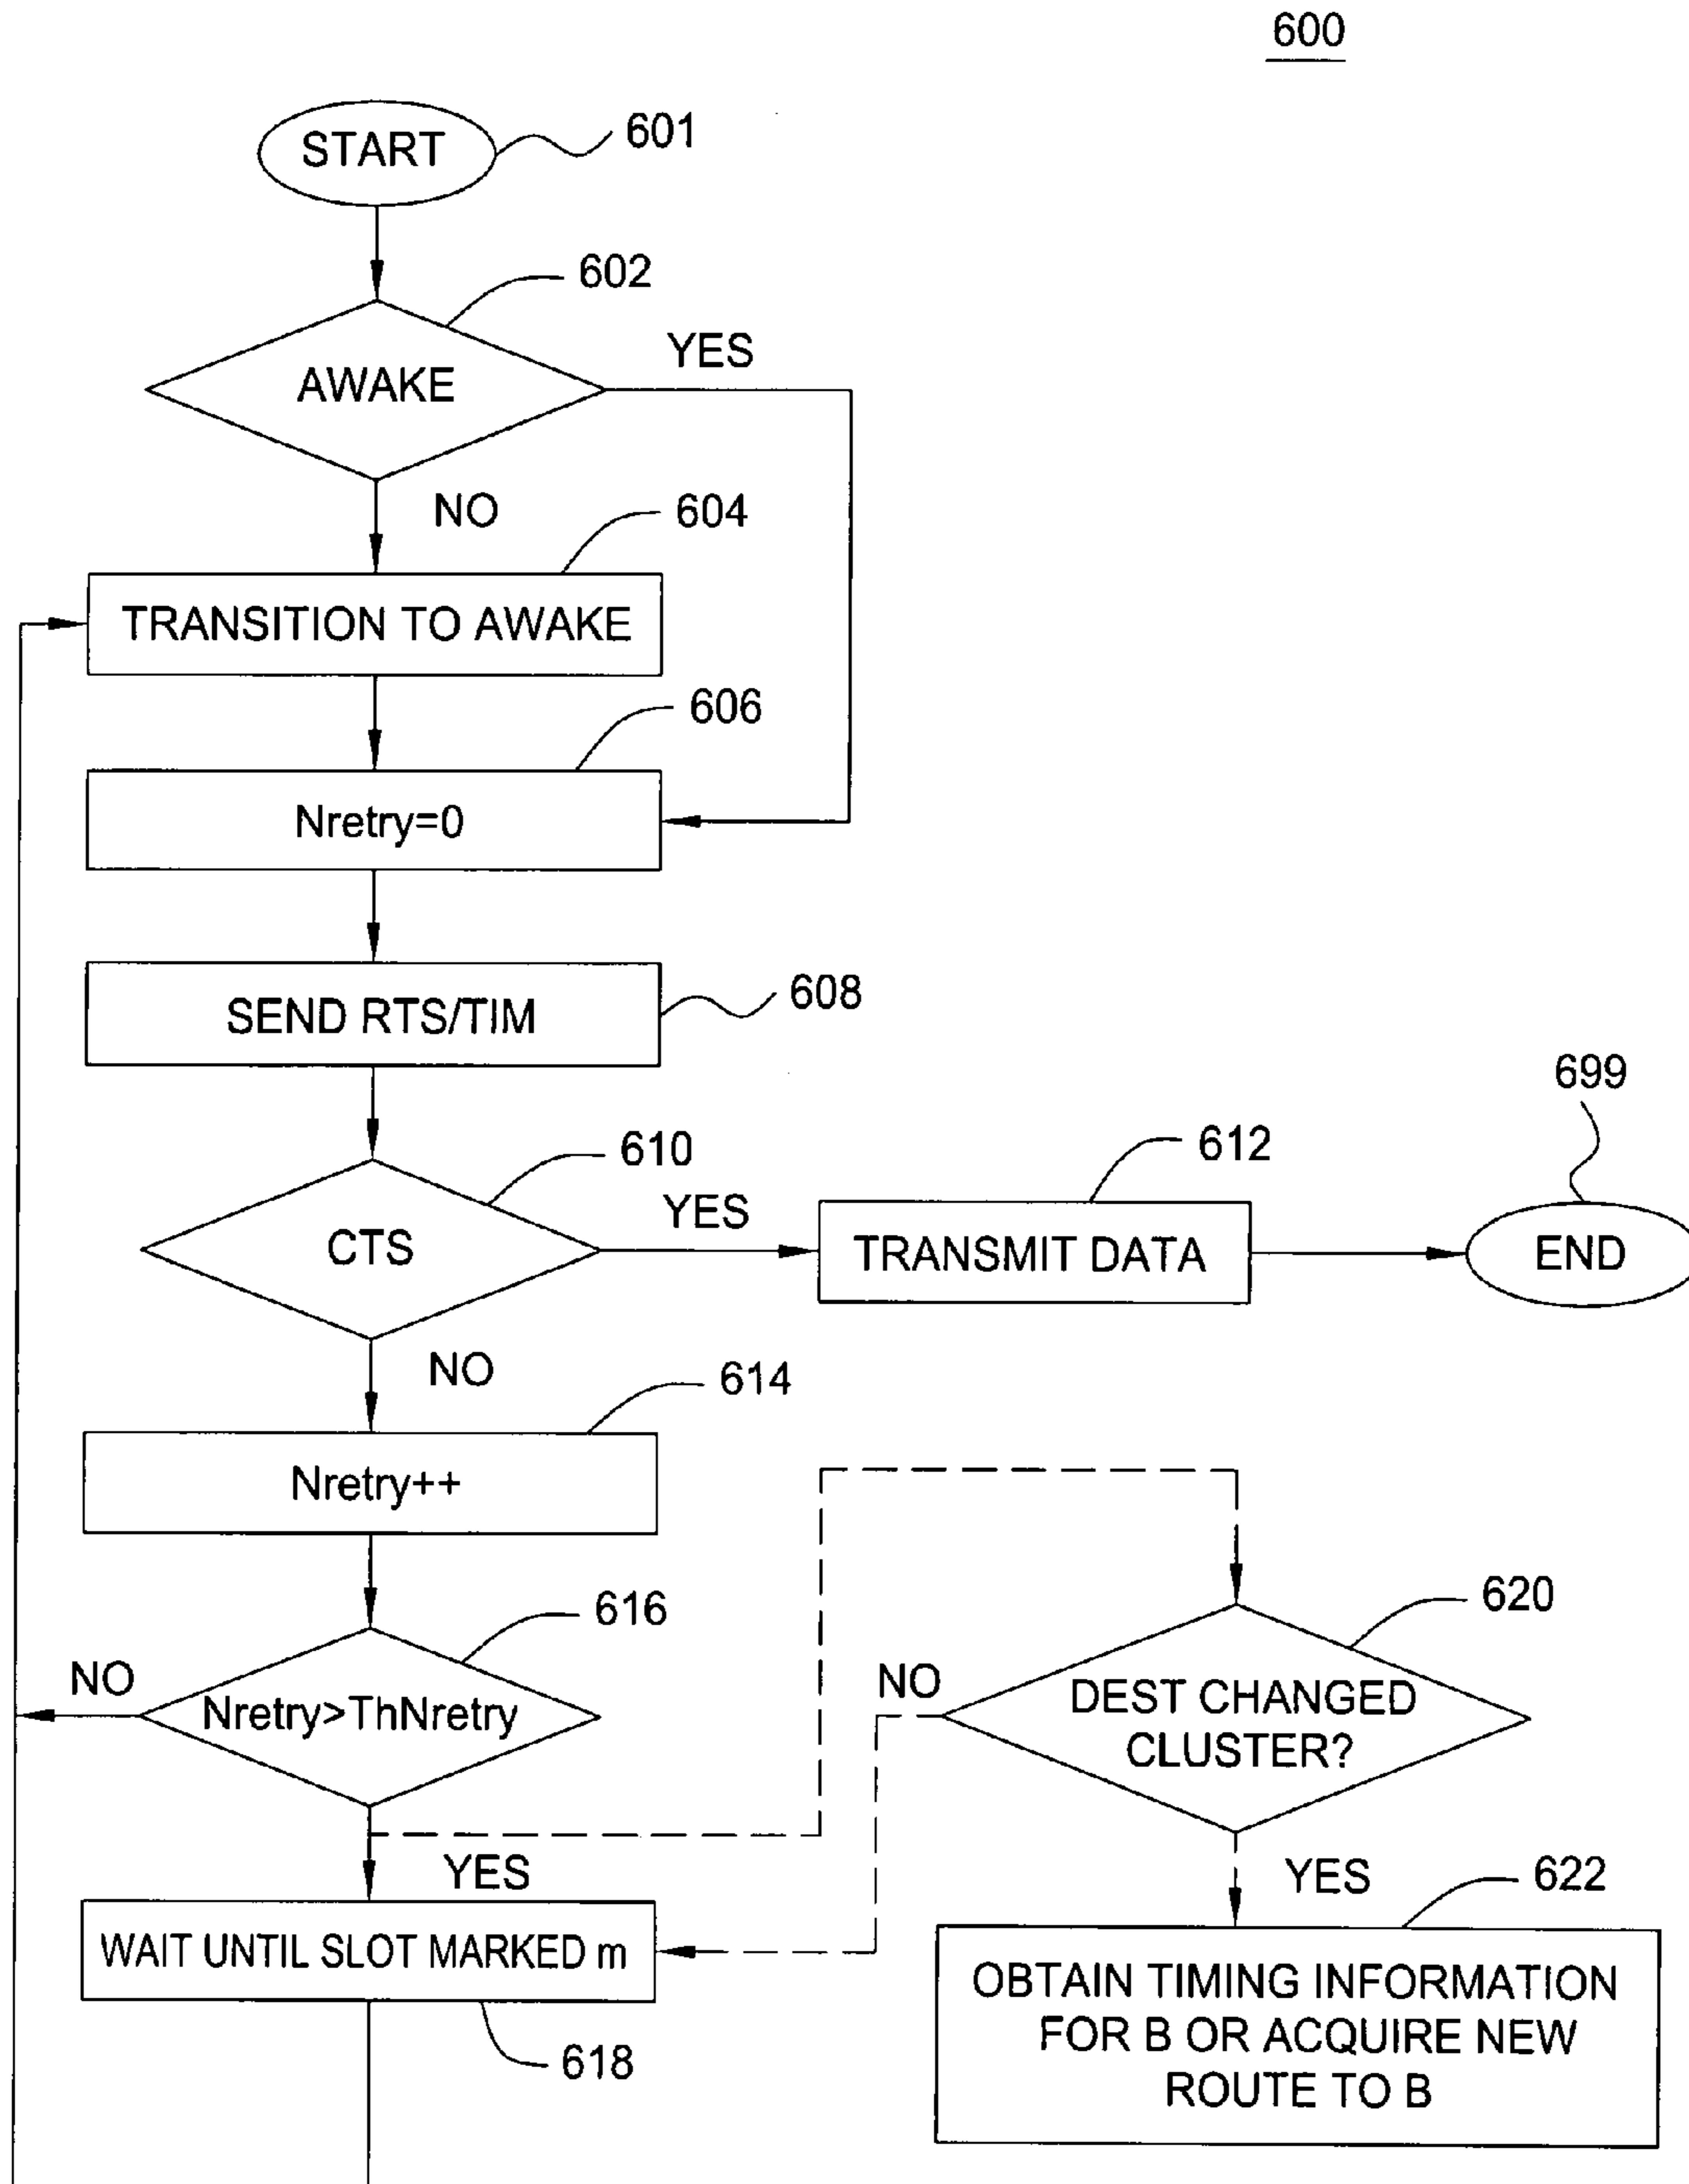 600
START
601
602
AWAKE
YES
NO
604
TRANSITION TO AWAKE
606
Nretry=0
SEND RTS/TIM
608
610
CTS
YES
612
TRANSMIT DATA
699
END
NO
614
Nretry++
616
NO
Nretry>ThNretry
YES
WAIT UNTIL SLOT MARKED m
618
620
NO
DEST CHANGED
CLUSTER?
YES
622
OBTAIN TIMING INFORMATION
FOR B OR ACQUIRE NEW
ROUTE TO B